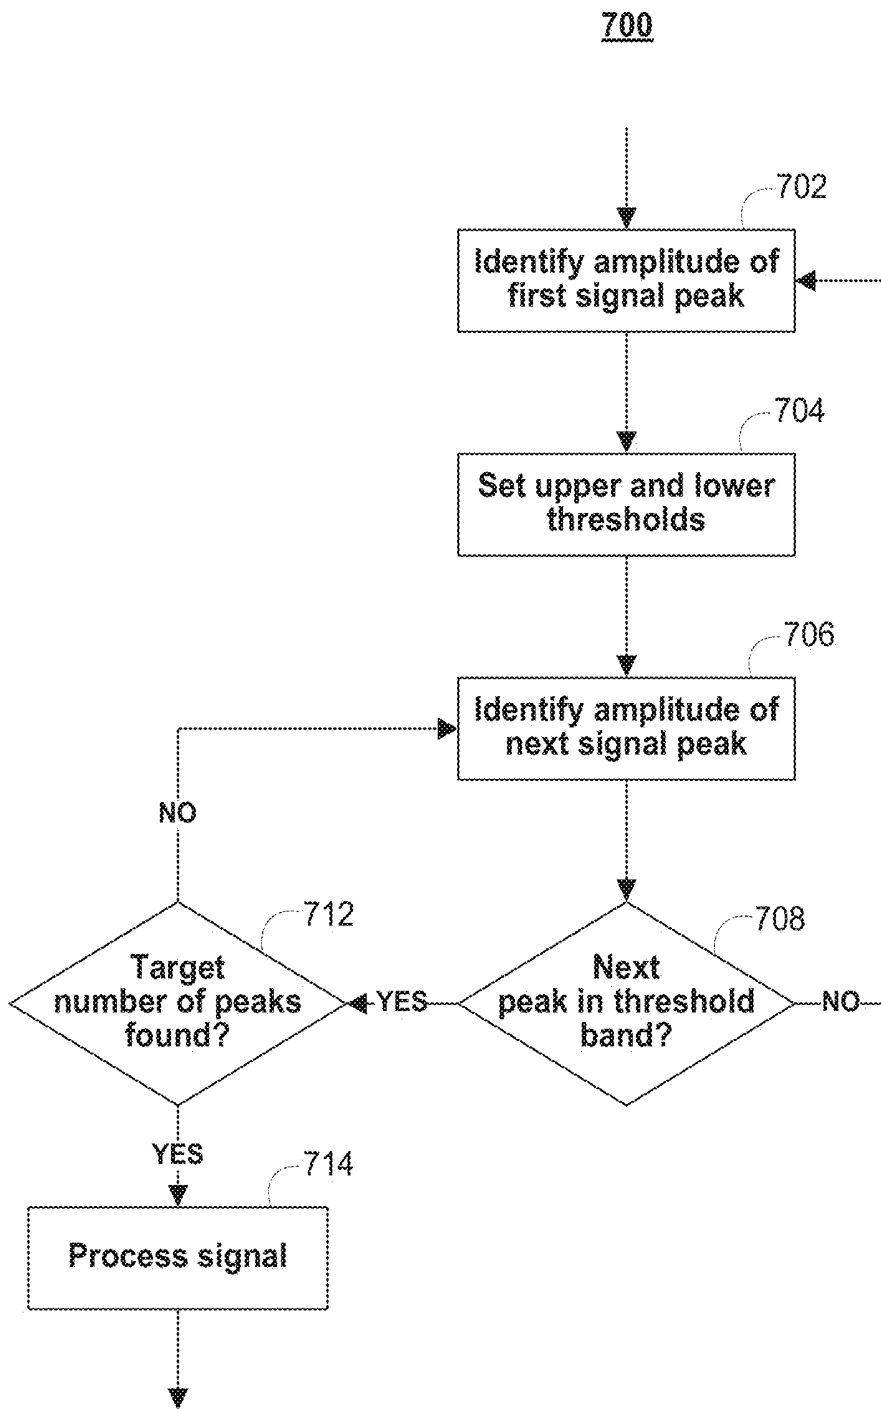 700
702
Identify amplitude of
first signal peak
704
Set upper and lower
thresholds
706
Identify amplitude of
next signal peak
NO
712
Target
number of peaks
found?
YES
708
Next
peak in threshold
band?
NO
YES
714
Process signal